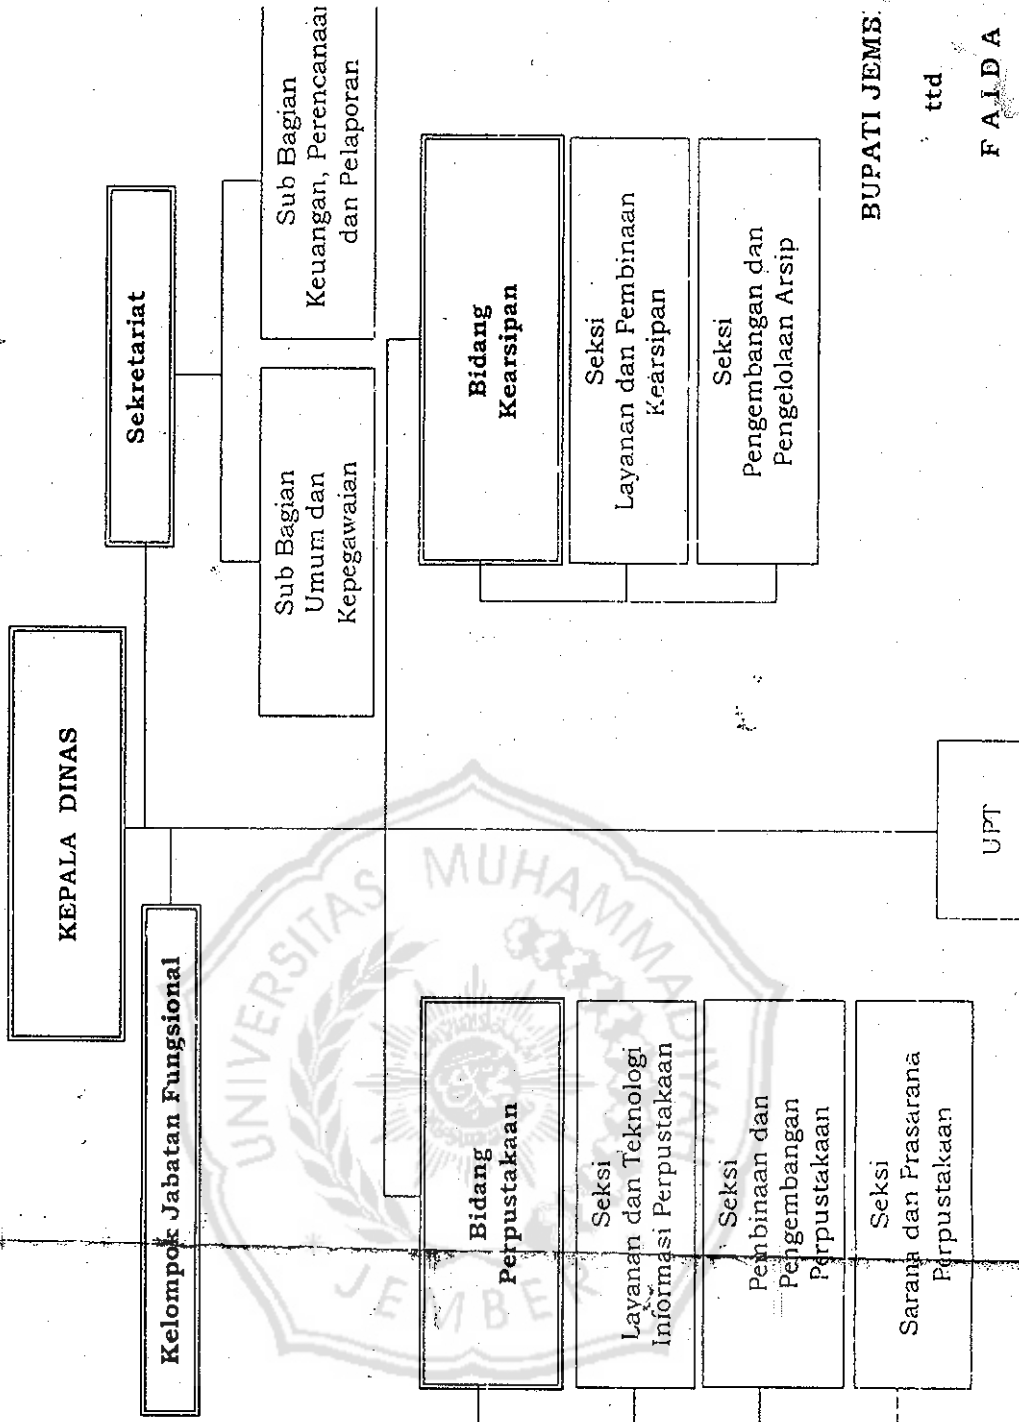 KEPALA DINAS
Kelompok Jabatan Fungsional
Sekretariat
Sub Bagian
Umum dan
Kepegawaian
Sub Bagian
Keuangan, Perencanaan
dan Pelaporan
Bidang
Perpustakaan
Seksi
Layanan dan Teknologi
Informasi Perpustakaan
Seksi
Pembinaan dan
Pengembangan
Perpustakaan
Seksi
Sarana dan Prasarana
Perpustakaan
Bidang
Kearsipan
Seksi
Layanan dan Pembinaan
Kearsipan
Seksi
Pengembangan dan
Pengelolaan Arsip
UPT
BUPATI JEMB
ttd
FAIDA
UNIVERSITAS MUHAMMADIYAH
JEMBER